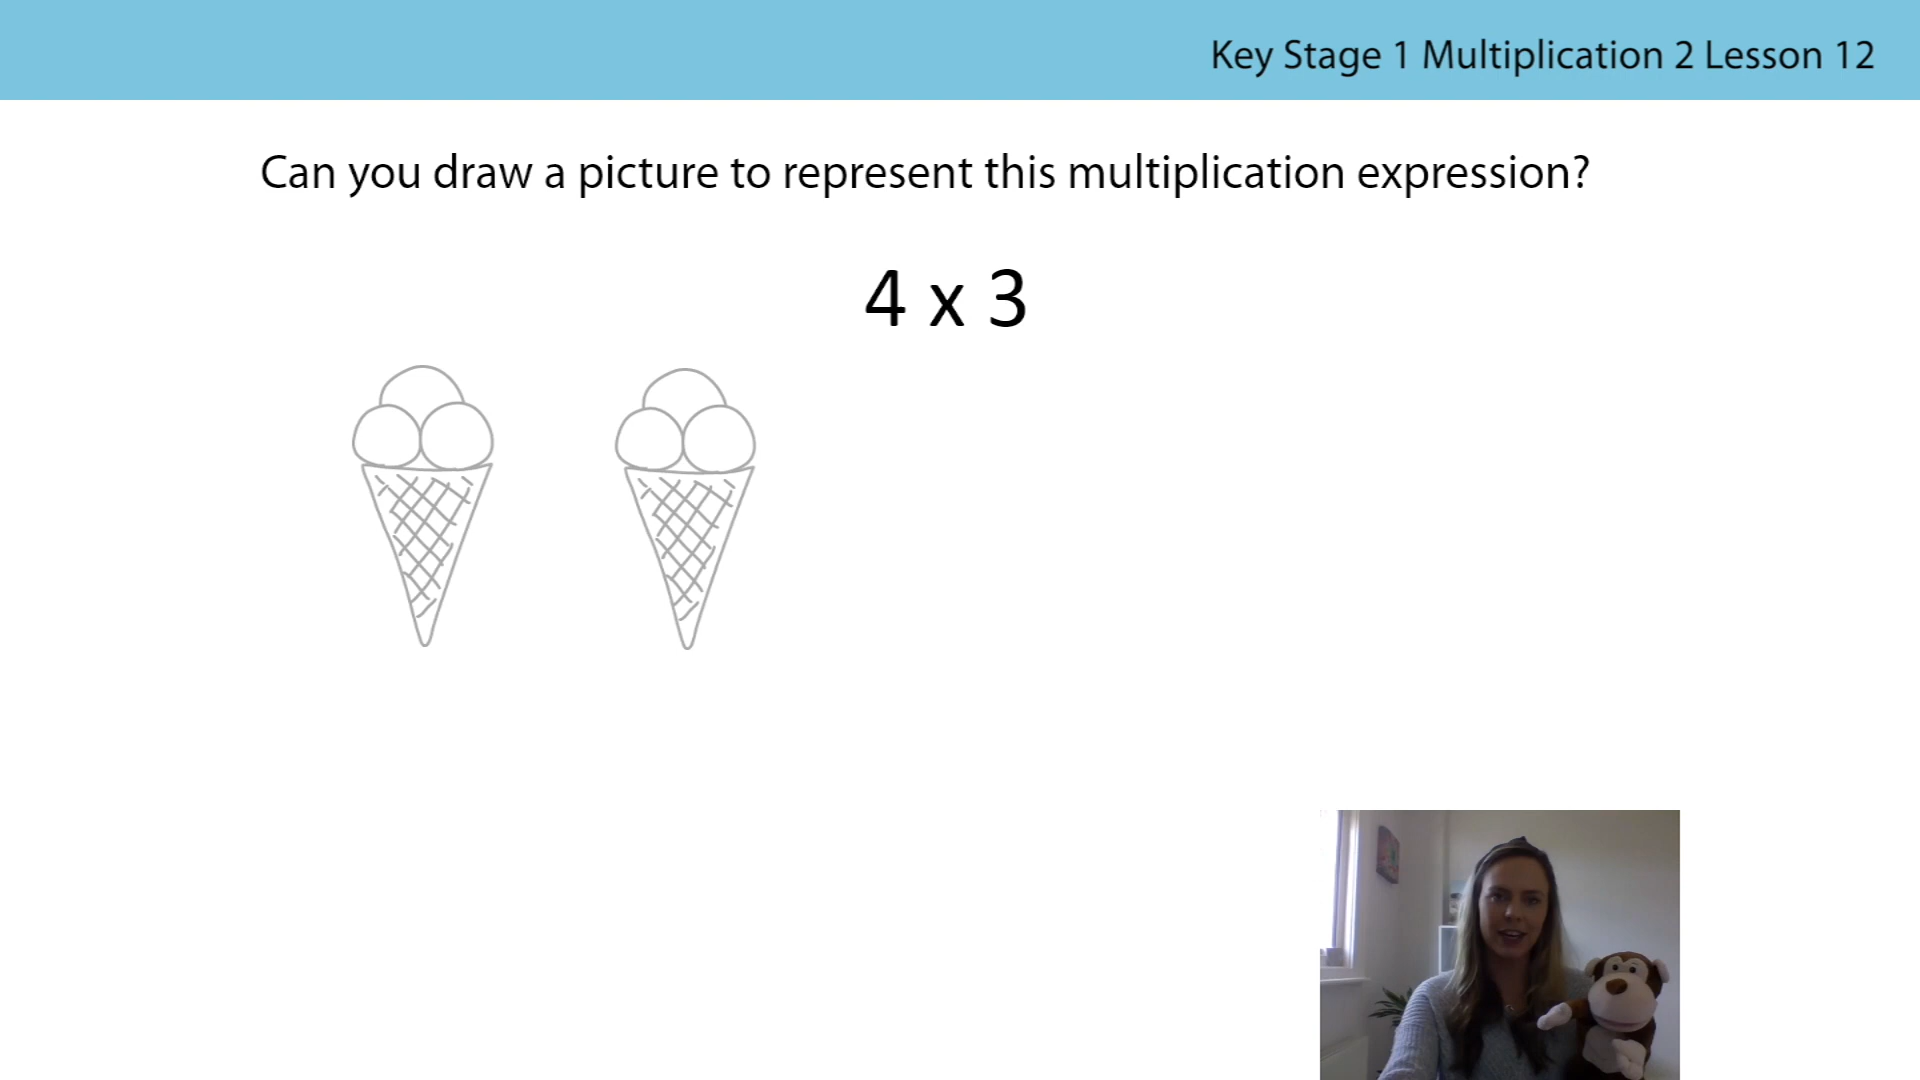 Key Stage 1 Multiplication 2 Lesson 12
Can you draw a picture to represent this multiplication expression?
4 x 3